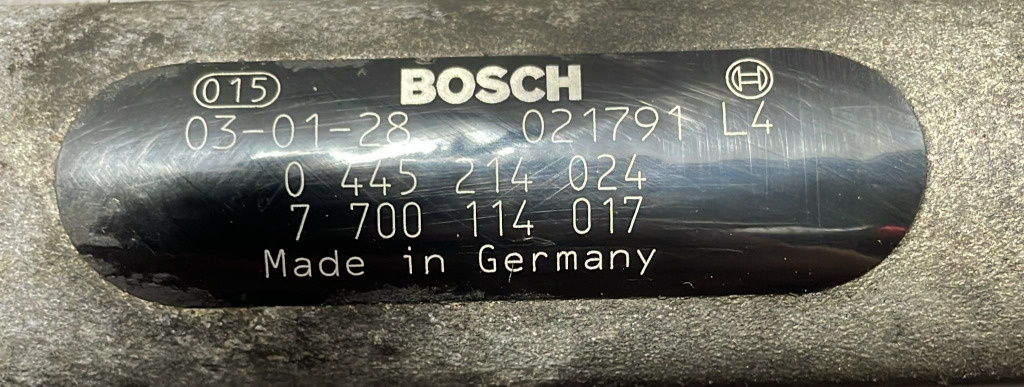 015 BOSCH
03-01-28 021791 L4
0 445 214 024
7 700 114 017
Made in Germany